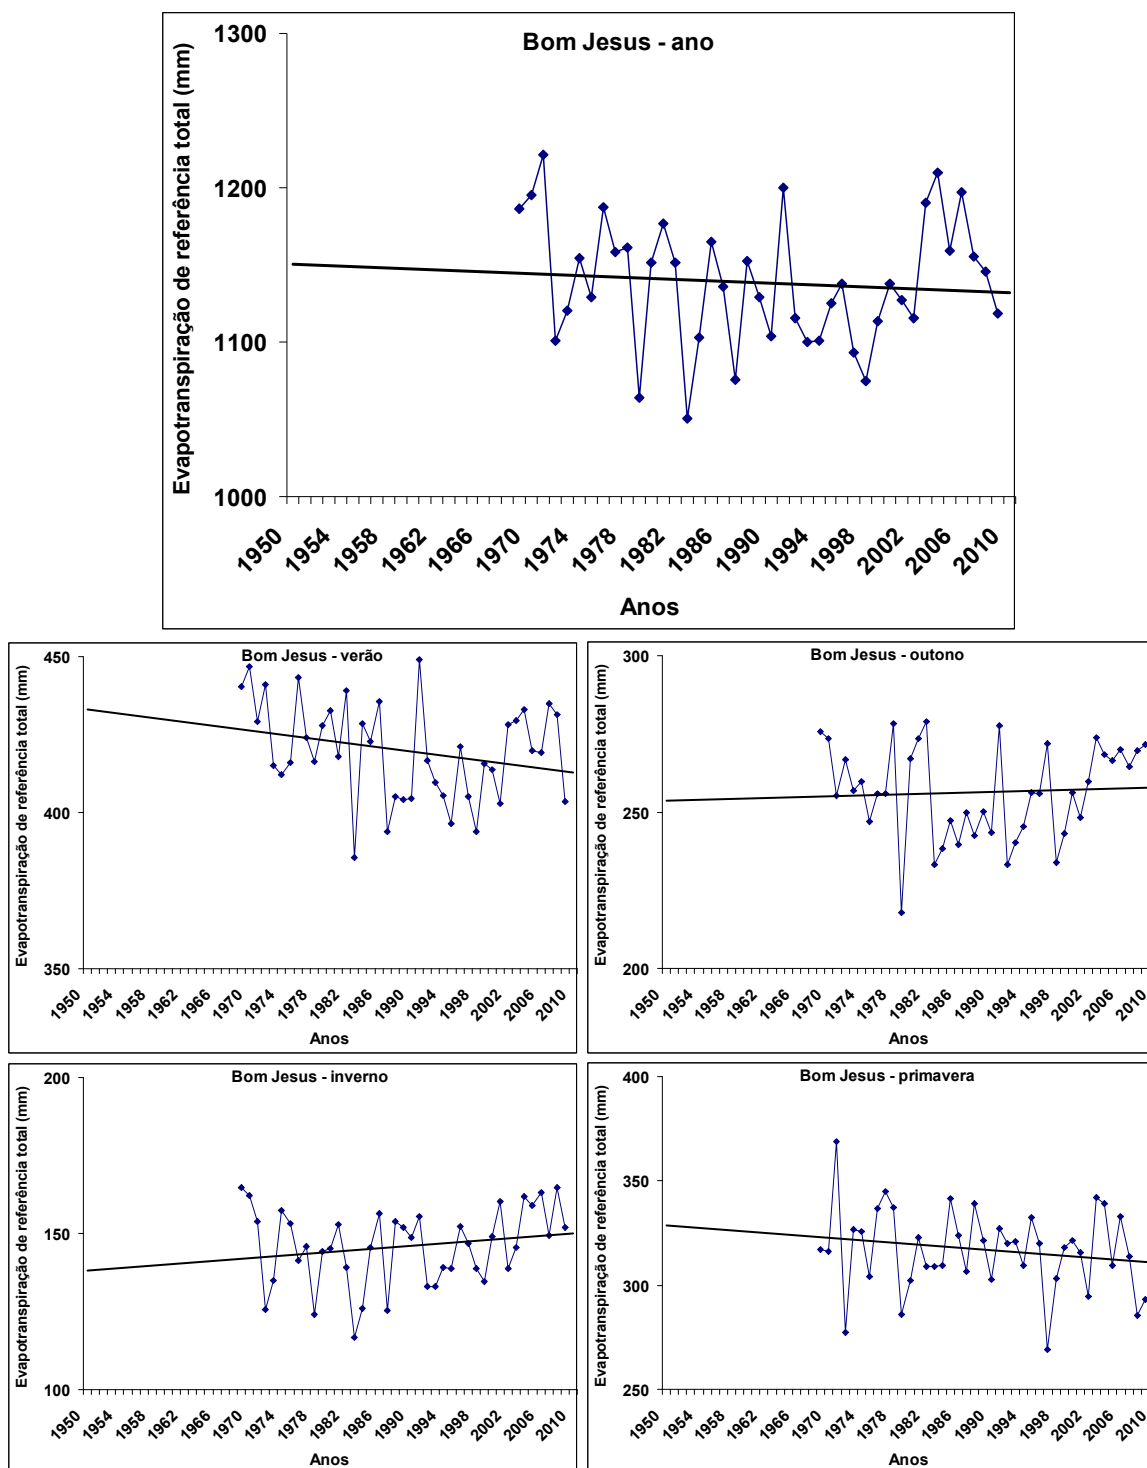 Bom Jesus - ano
Evapotranspiração de referência total (mm)
1300
1200
1100
1000
1950 1954 1958 1962 1966 1970 1974 1978 1982 1986 1990 1994 1998 2002 2006 2010
Anos
Bom Jesus - verão
Evapotranspiração de referência total (mm)
450
400
350
1950 1954 1958 1962 1966 1970 1974 1978 1982 1986 1990 1994 1998 2002 2006 2010
Anos
Bom Jesus - outono
Evapotranspiração de referência total (mm)
300
250
200
1950 1954 1958 1962 1966 1970 1974 1978 1982 1986 1990 1994 1998 2002 2006 2010
Anos
Bom Jesus - inverno
Evapotranspiração de referência total (mm)
200
150
100
1950 1954 1958 1962 1966 1970 1974 1978 1982 1986 1990 1994 1998 2002 2006 2010
Anos
Bom Jesus - primavera
Evapotranspiração de referência total (mm)
400
350
300
250
1950 1954 1958 1962 1966 1970 1974 1978 1982 1986 1990 1994 1998 2002 2006 2010
Anos